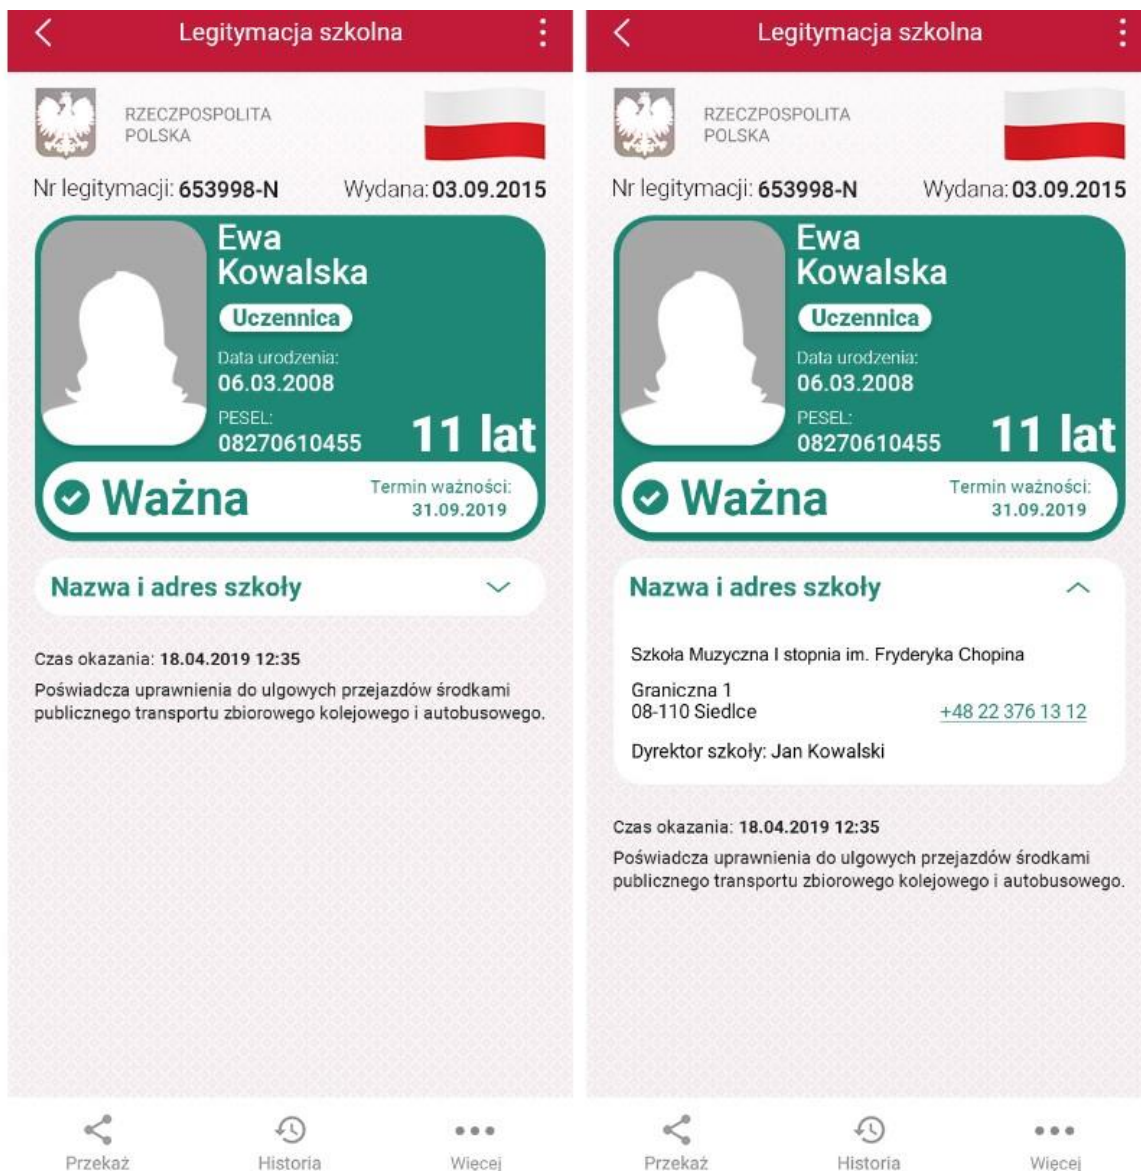 Legitymacja szkolna
RZECZPOSPOLITA
POLSKA
Nr legitymacji: 653998-N Wydana: 03.09.2015
Ewa
Kowalska
Uczennica
Data urodzenia:
06.03.2008
PESEL:
08270610455
11 lat
Ważna
Termin ważności:
31.09.2019
Nazwa i adres szkoły
Czas okazania: 18.04.2019 12:35
Poświadcza uprawnienia do ulgowych przejazdów środkami
publicznego transportu zbiorowego kolejowego i autobusowego.
Przekaż
Historia
Więcej
Legitymacja szkolna
RZECZPOSPOLITA
POLSKA
Nr legitymacji: 653998-N Wydana: 03.09.2015
Ewa
Kowalska
Uczennica
Data urodzenia:
06.03.2008
PESEL:
08270610455
11 lat
Ważna
Termin ważności:
31.09.2019
Nazwa i adres szkoły
Szkoła Muzyczna I stopnia im. Fryderyka Chopina
Graniczna 1
08-110 Siedlce
+48 22 376 13 12
Dyrektor szkoły: Jan Kowalski
Czas okazania: 18.04.2019 12:35
Poświadcza uprawnienia do ulgowych przejazdów środkami
publicznego transportu zbiorowego kolejowego i autobusowego.
Przekaż
Historia
Więcej